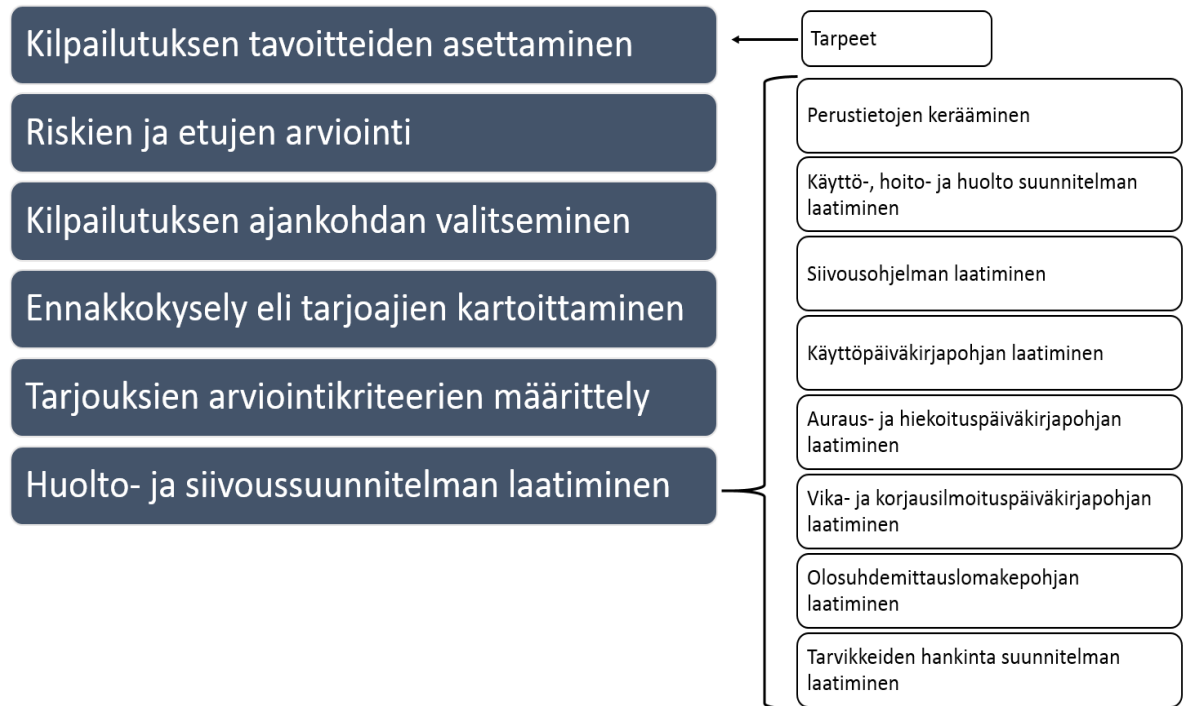 Kilpailutuksen tavoitteiden asettaminen
Riskien ja etujen arviointi
Kilpailutuksen ajankohdan valitseminen
Ennakkokysely eli tarjoajien kartoittaminen
Tarjouksien arviointikriteerien määrittely
Huolto- ja siivoussuunnitelman laatiminen
Tarpeet
Perustietojen kerääminen
Käyttö-, hoito- ja huolto suunnitelman
laatiminen
Siivousohjelman laatiminen
Käyttöpäiväkirjapohjan laatiminen
Auraus- ja hiekoituspäiväkirjapohjan
laatiminen
Vika- ja korjausilmoituspäiväkirjapohjan
laatiminen
Olosuhdemittauslomakepohjan
laatiminen
Tarvikkeiden hankinta suunnitelman
laatiminen